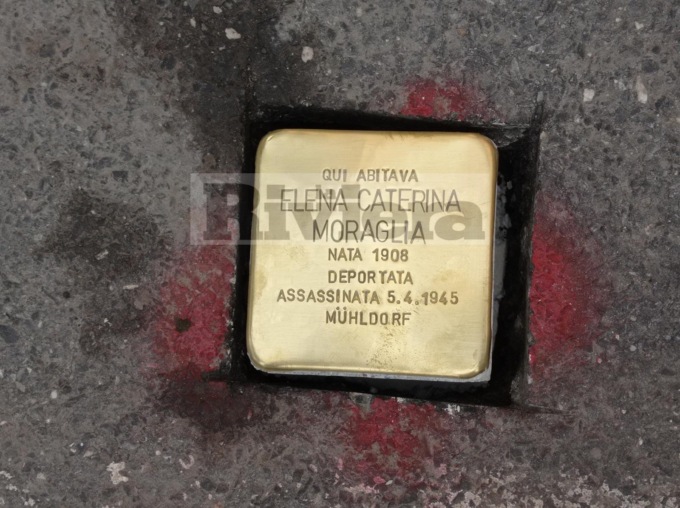 QUI ABITAVA
ELENA CATERINA
MORAGLIA
NATA 1908
DEPORTATA
ASSASSINATA 5.4.1945
MÜHLDORF
Riviera